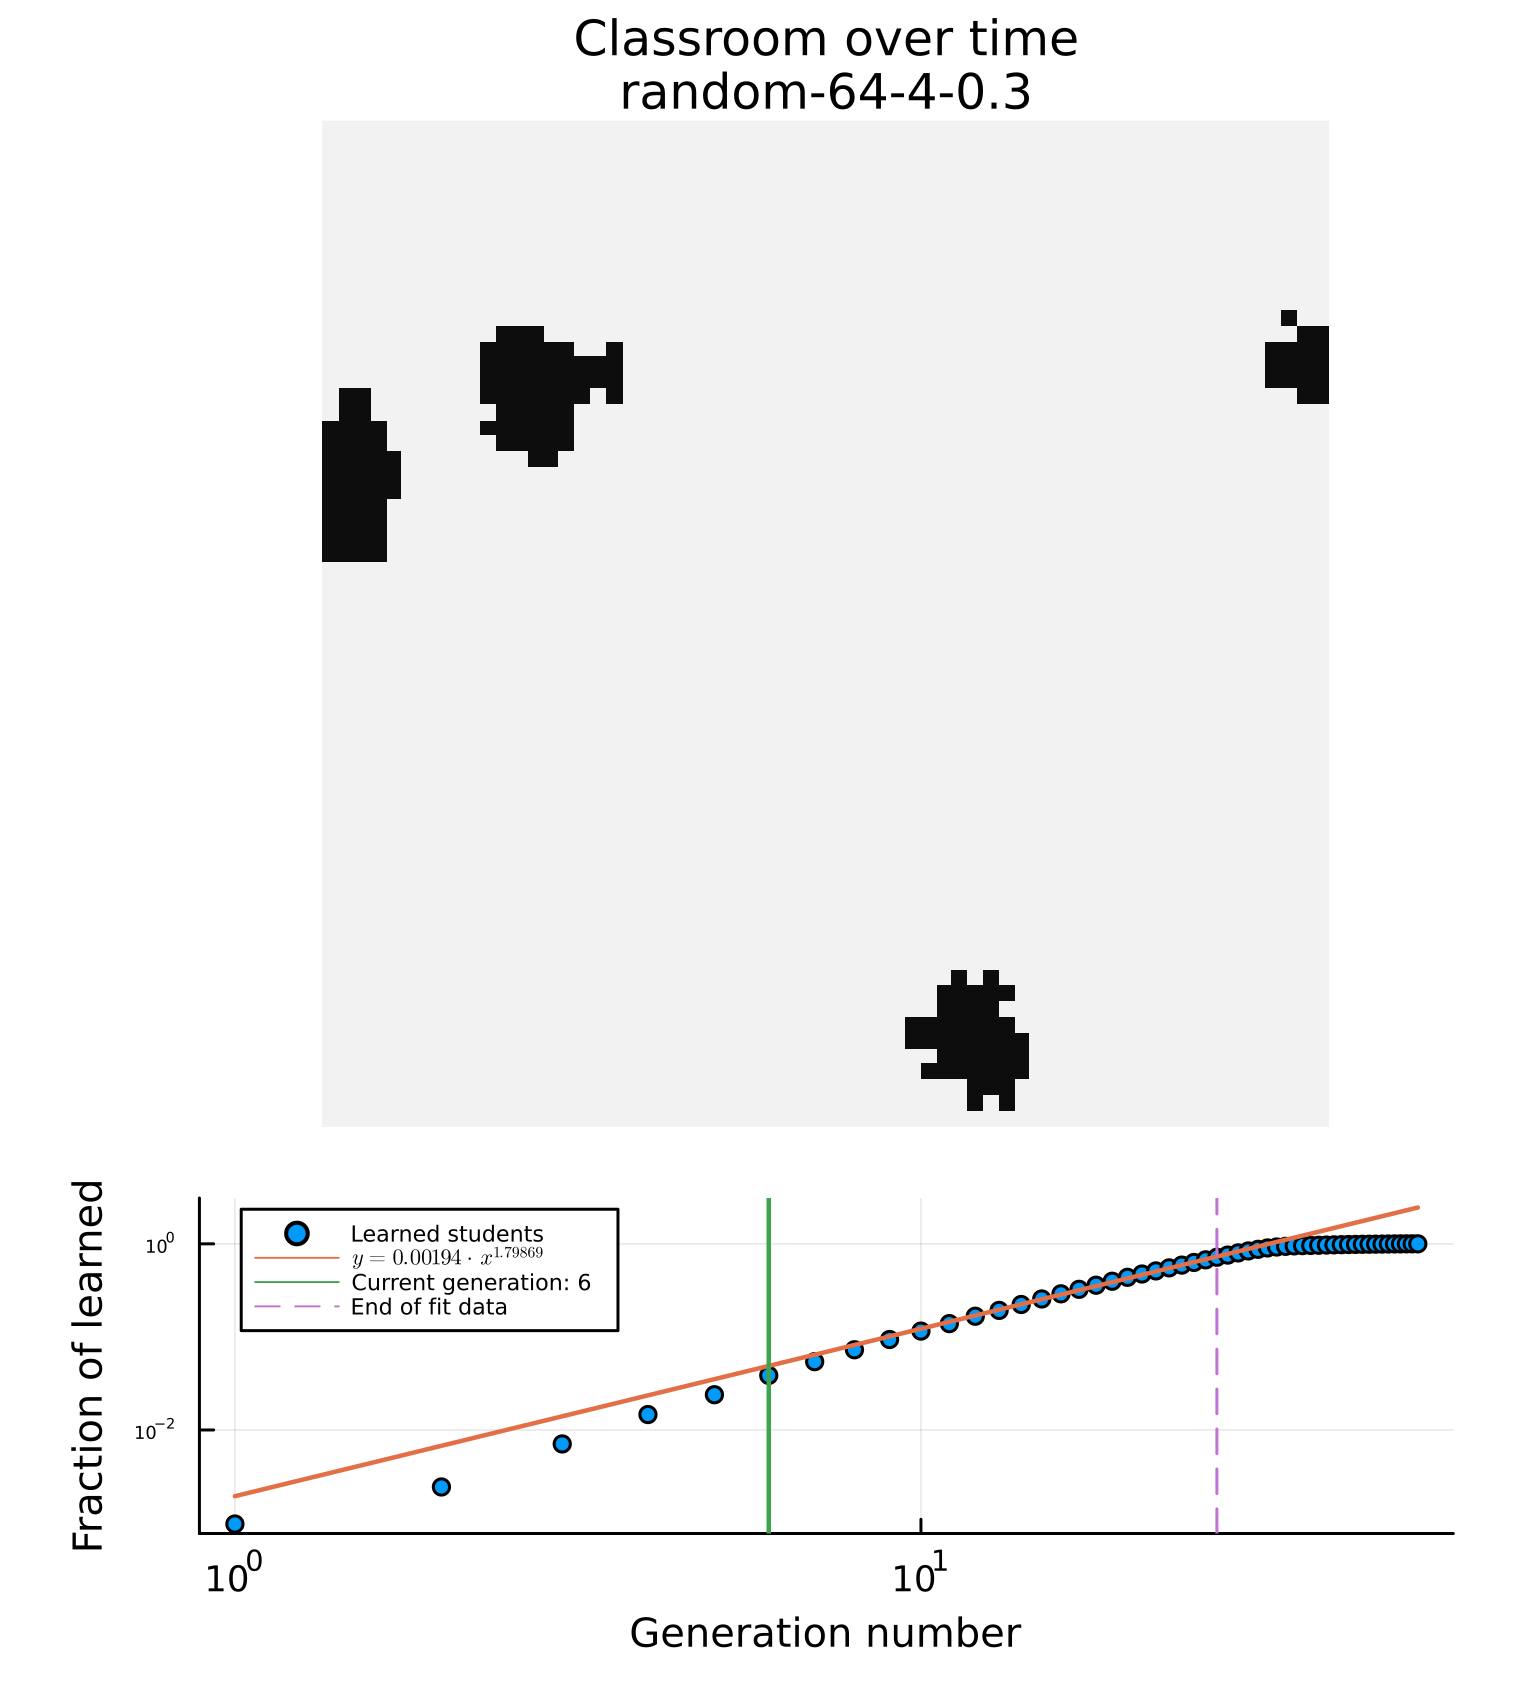 Classroom over time
random-64-4-0.3
Fraction of learned
Learned students
y = 0.00194 · x^1.79869
Current generation: 6
End of fit data
10^0
10^−2
10^0
10^1
Generation number